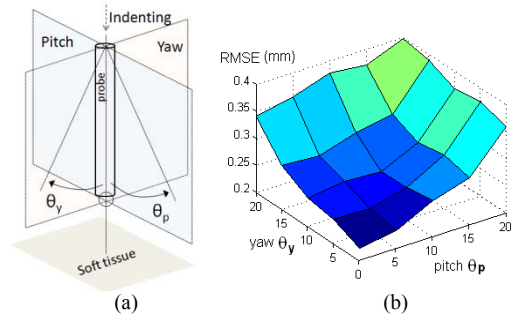 Indenting
Pitch
Yaw
probe
θy
θp
Soft tissue
(a)
RMSE (mm)
0.4
0.35
0.3
0.25
0.2
20
15
10
5
0
yaw θy
0
5
10
15
20
pitch θp
(b)